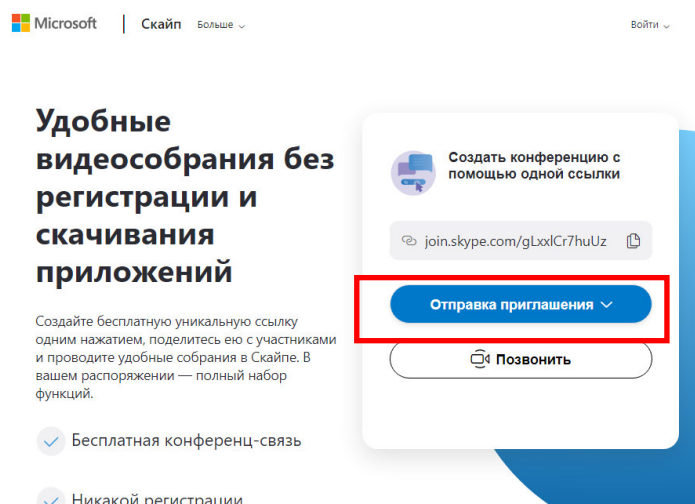 Microsoft Скайп Больше Войти
Удобные
видеособрания без
регистрации и
скачивания
приложений
Создайте бесплатную уникальную ссылку
одним нажатием, поделитесь ею с участниками
и проводите удобные собрания в Скайпе. В
вашем распоряжении — полный набор
функций.
Бесплатная конференц-связь
Никакой регистрации
Создать конференцию с
помощью одной ссылки
join.skype.com/gLxxlCr7huUz
Отправка приглашения
Позвонить